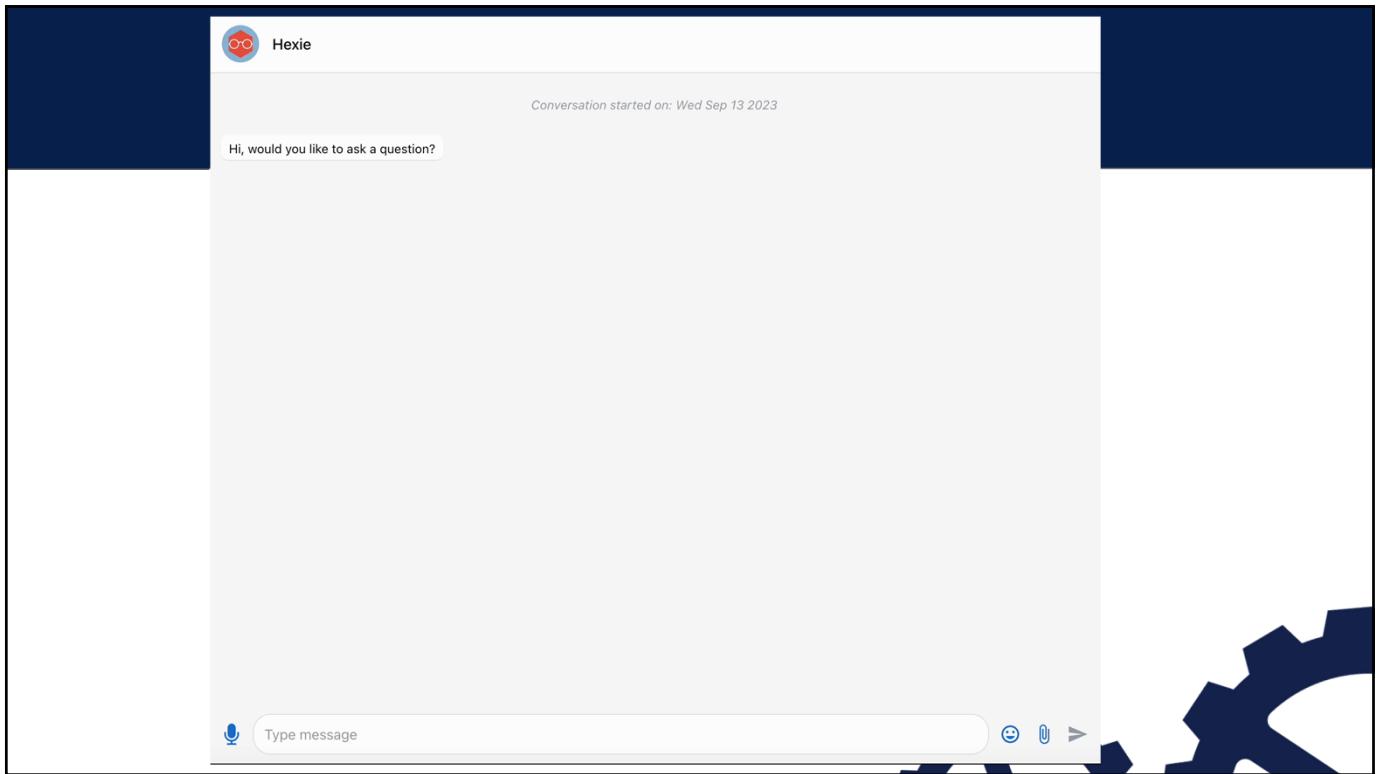 Hexie
Conversation started on: Wed Sep 13 2023
Hi, would you like to ask a question?
Type message